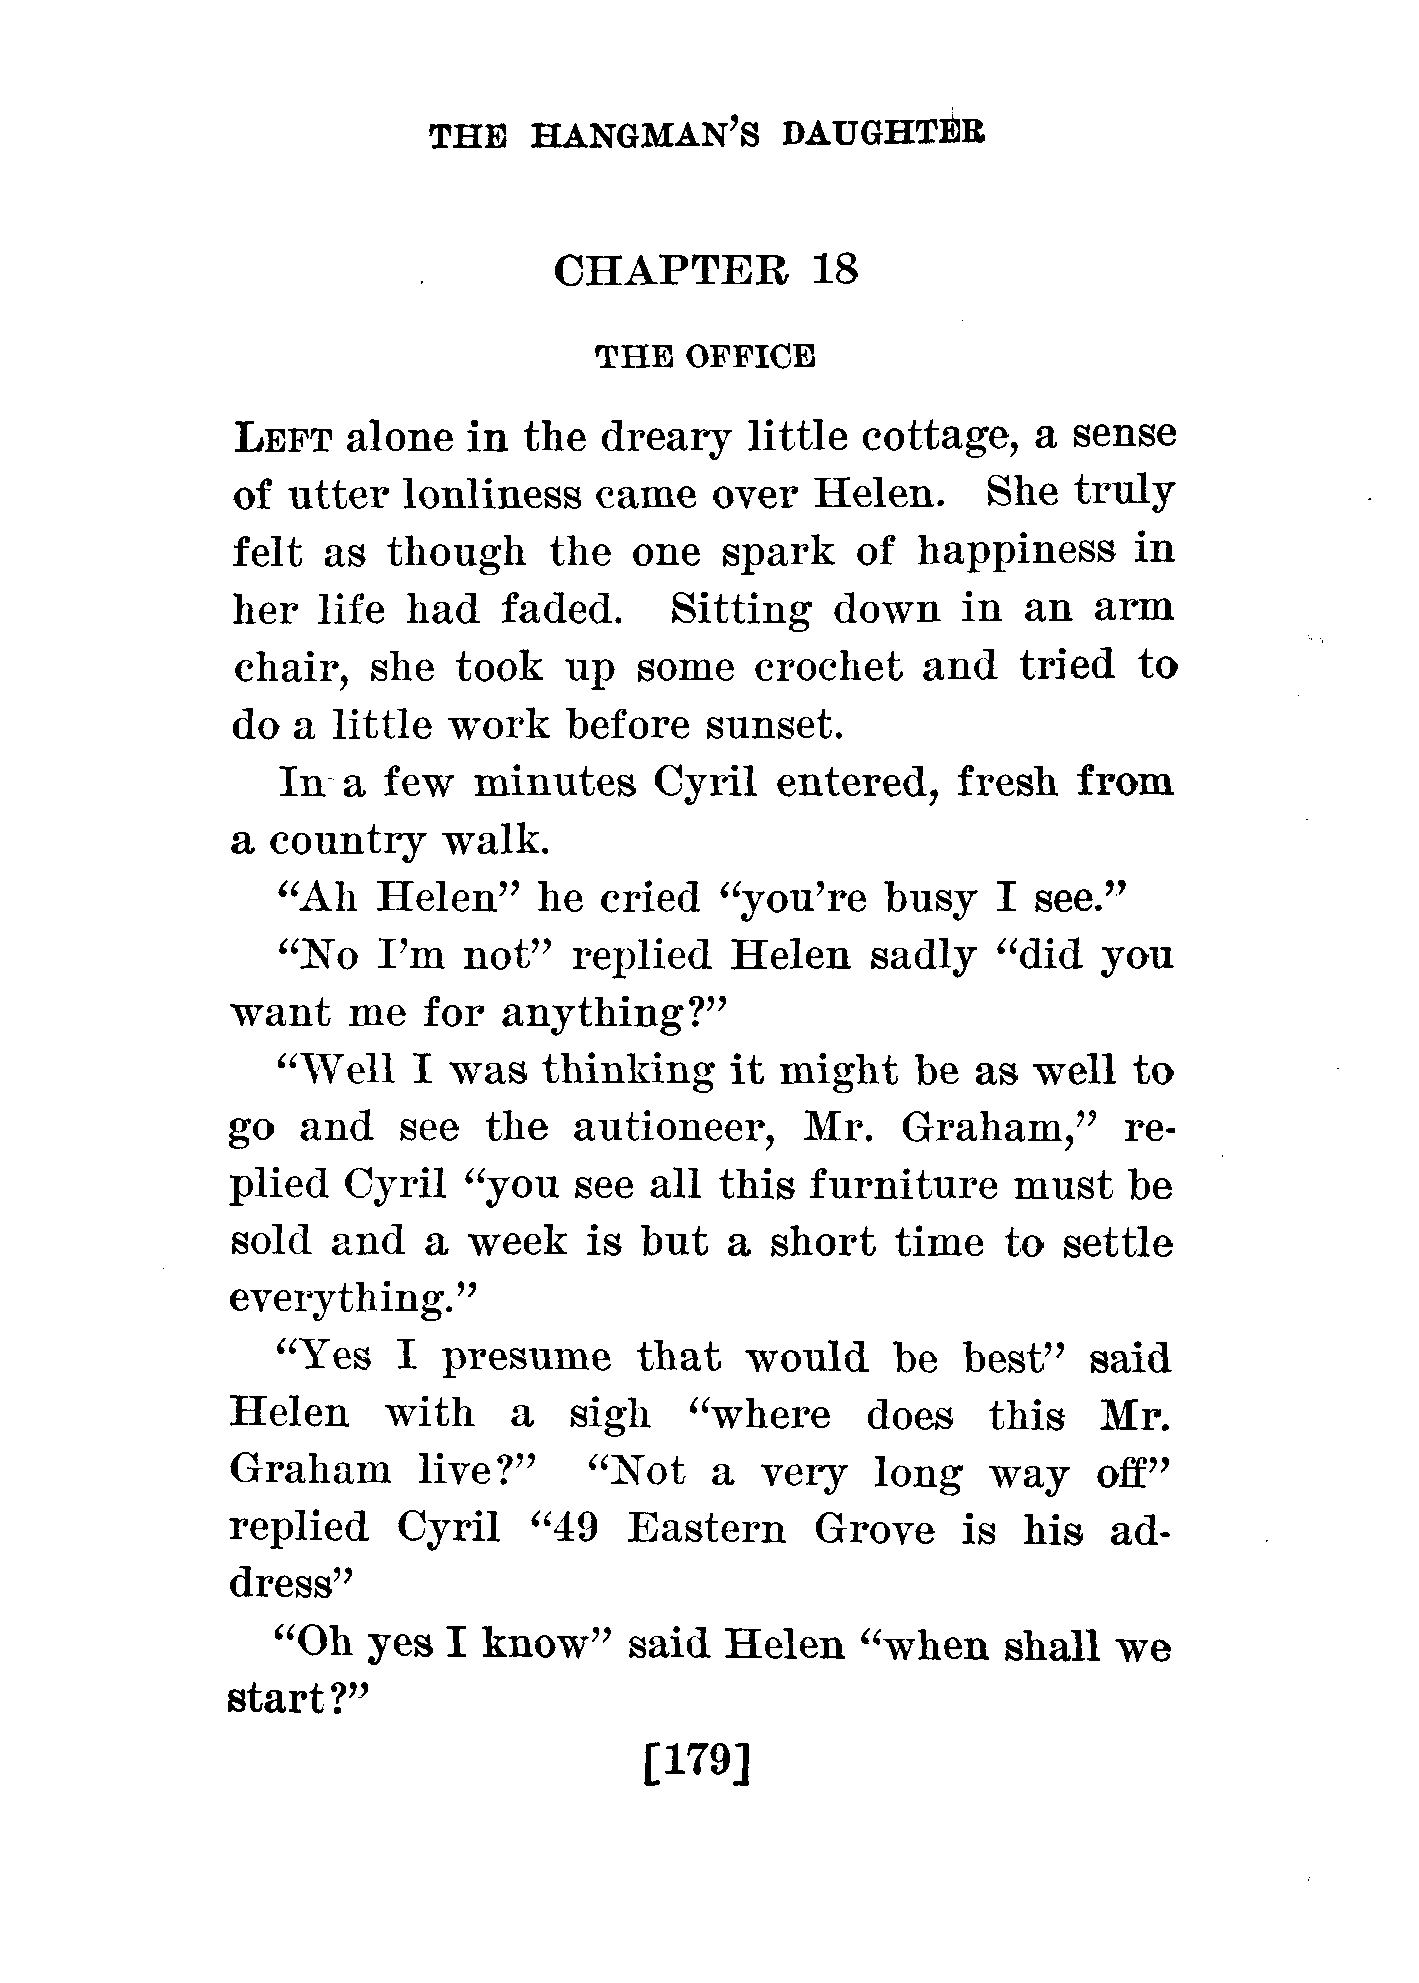 THE HANGMAN'S DAUGHTER
CHAPTER 18
THE OFFICE
LEFT alone in the dreary little cottage, a sense
of utter lonliness came over Helen. She truly
felt as though the one spark of happiness in
her life had faded. Sitting down in an arm
chair, she took up some crochet and tried to
do a little work before sunset.
In a few minutes Cyril entered, fresh from
a country walk.
“Ah Helen” he cried “you're busy I see.”
“No I'm not” replied Helen sadly “did you
want me for anything?”
“Well I was thinking it might be as well to
go and see the autioneer, Mr. Graham,” re-
plied Cyril “you see all this furniture must be
sold and a week is but a short time to settle
everything.”
“Yes I presume that would be best” said
Helen with a sigh “where does this Mr.
Graham live?” “Not a very long way off”
replied Cyril “49 Eastern Grove is his ad-
dress”
“Oh yes I know” said Helen “when shall we
start?”
[179]